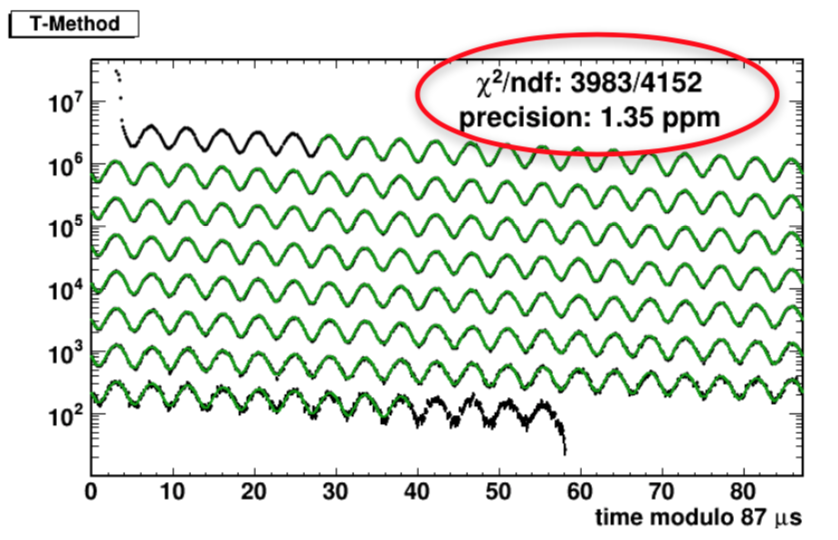 T-Method
χ²/ndf: 3983/4152
precision: 1.35 ppm
10⁷
10⁶
10⁵
10⁴
10³
10²
0 10 20 30 40 50 60 70 80
time modulo 87 μs